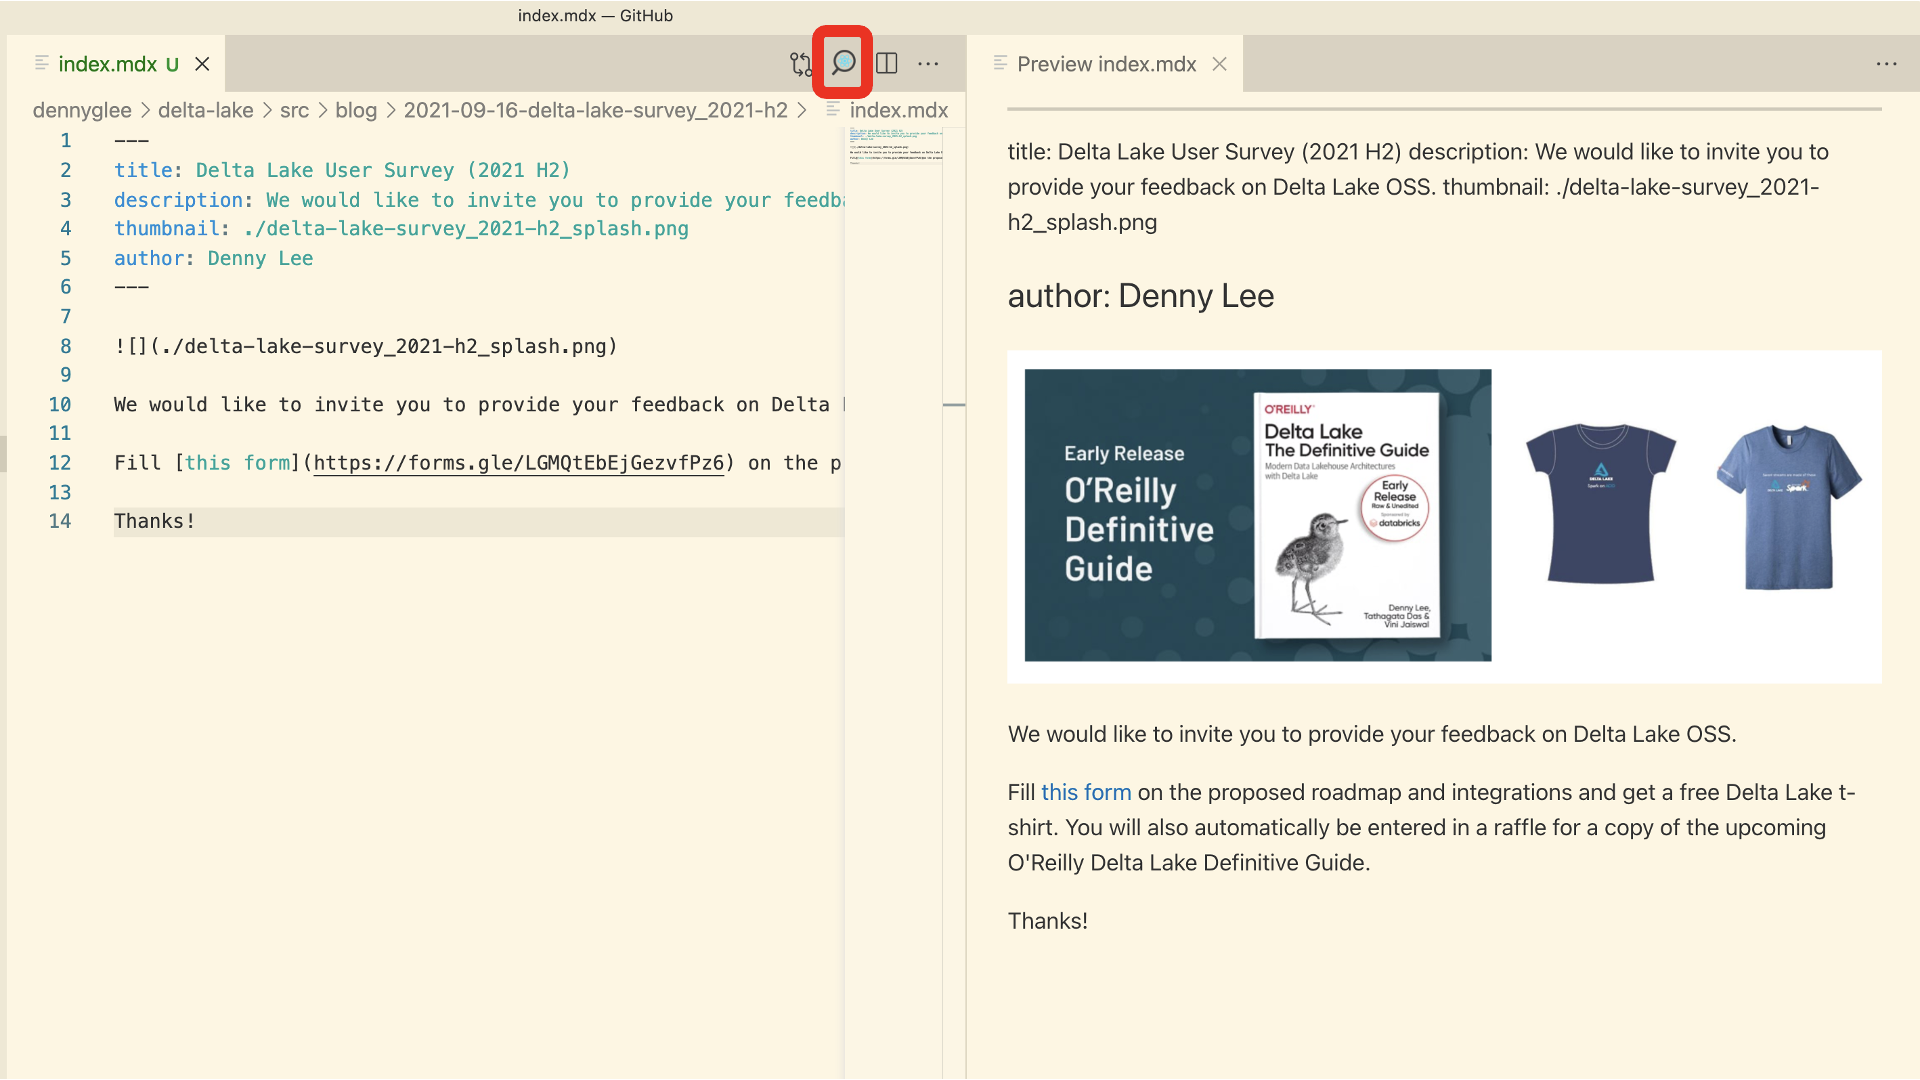 index.mdx — GitHub
index.mdx U
dennyglee > delta-lake > src > blog > 2021-09-16-delta-lake-survey_2021-h2 > index.mdx
1 ---
2 title: Delta Lake User Survey (2021 H2)
3 description: We would like to invite you to provide your feedba
4 thumbnail: ./delta-lake-survey_2021-h2_splash.png
5 author: Denny Lee
6 ---
7
8 ![](./delta-lake-survey_2021-h2_splash.png)
9
10 We would like to invite you to provide your feedback on Delta
11
12 Fill [this form](https://forms.gle/LGMQtEbEjGezvfPz6) on the p
13
14 Thanks!
Preview index.mdx
title: Delta Lake User Survey (2021 H2) description: We would like to invite you to
provide your feedback on Delta Lake OSS. thumbnail: ./delta-lake-survey_2021-
h2_splash.png
author: Denny Lee
Early Release
O'Reilly
Definitive
Guide
O'REILLY
Delta Lake
The Definitive Guide
Modern Data Lakehouse Architectures
with Delta Lake
Early
Release
Raw & Unedited
Sponsored by
databricks
Denny Lee,
Tathagata Das &
Vini Jaiswal
DELTA LAKE
DELTA LAKE
Spark
We would like to invite you to provide your feedback on Delta Lake OSS.
Fill this form on the proposed roadmap and integrations and get a free Delta Lake t-
shirt. You will also automatically be entered in a raffle for a copy of the upcoming
O'Reilly Delta Lake Definitive Guide.
Thanks!